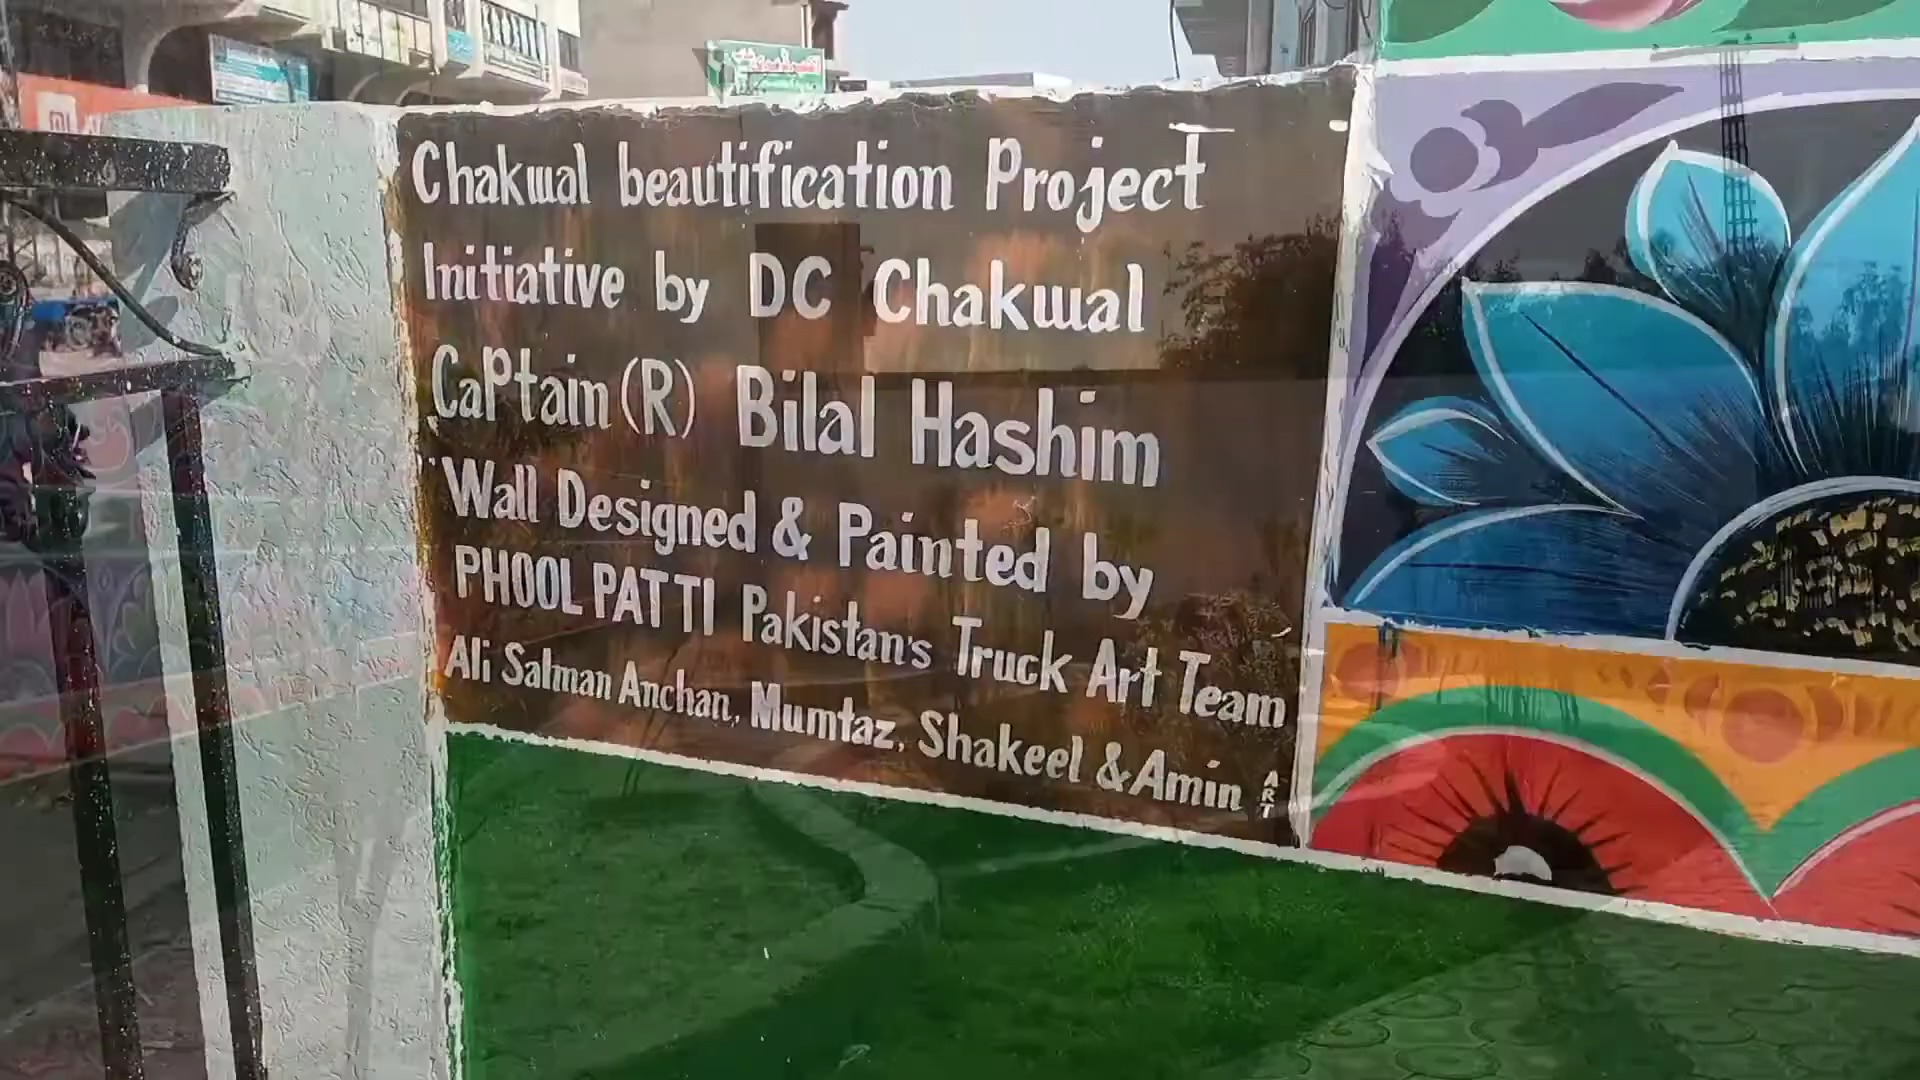 Chakwal beautification Project
Initiative by DC Chakwal
CaPtain (R) Bilal Hashim
Wall Designed & Painted by
PHOOL PATTI Pakistan's Truck Art Team
Ali Salman Anchan, Mumtaz, Shakeel & Amin ART